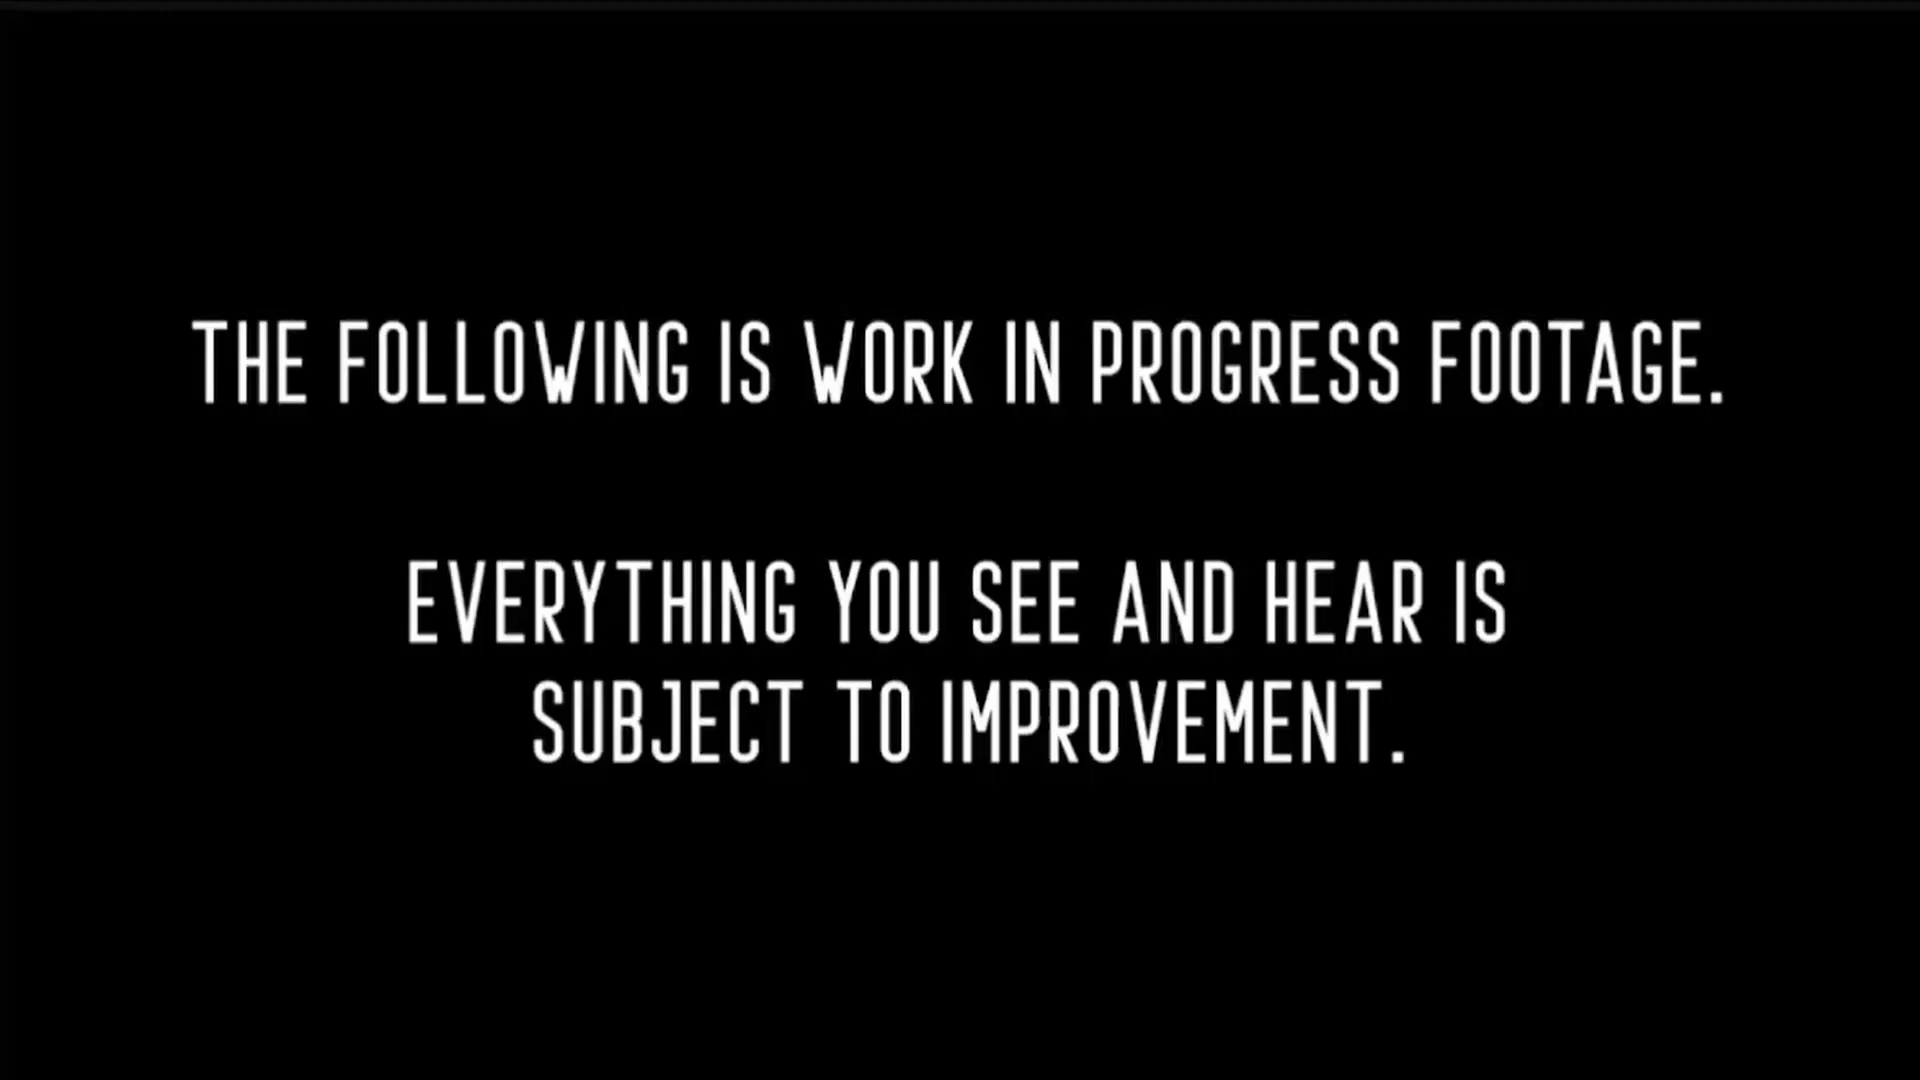 THE FOLLOWING IS WORK IN PROGRESS FOOTAGE.
EVERYTHING YOU SEE AND HEAR IS
SUBJECT TO IMPROVEMENT.